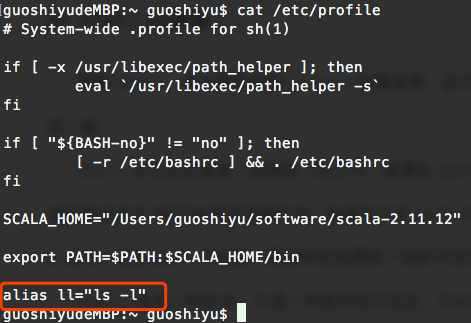 guoshiyudeMBP:~ guoshiyu$ cat /etc/profile
# System-wide .profile for sh(1)
if [ -x /usr/libexec/path_helper ]; then
eval `/usr/libexec/path_helper -s`
fi
if [ "${BASH-no}" != "no" ]; then
[ -r /etc/bashrc ] && . /etc/bashrc
fi
SCALA_HOME="/Users/guoshiyu/software/scala-2.11.12"
export PATH=$PATH:$SCALA_HOME/bin
alias ll="ls -l"
guoshiyudeMBP:~ guoshiyu$